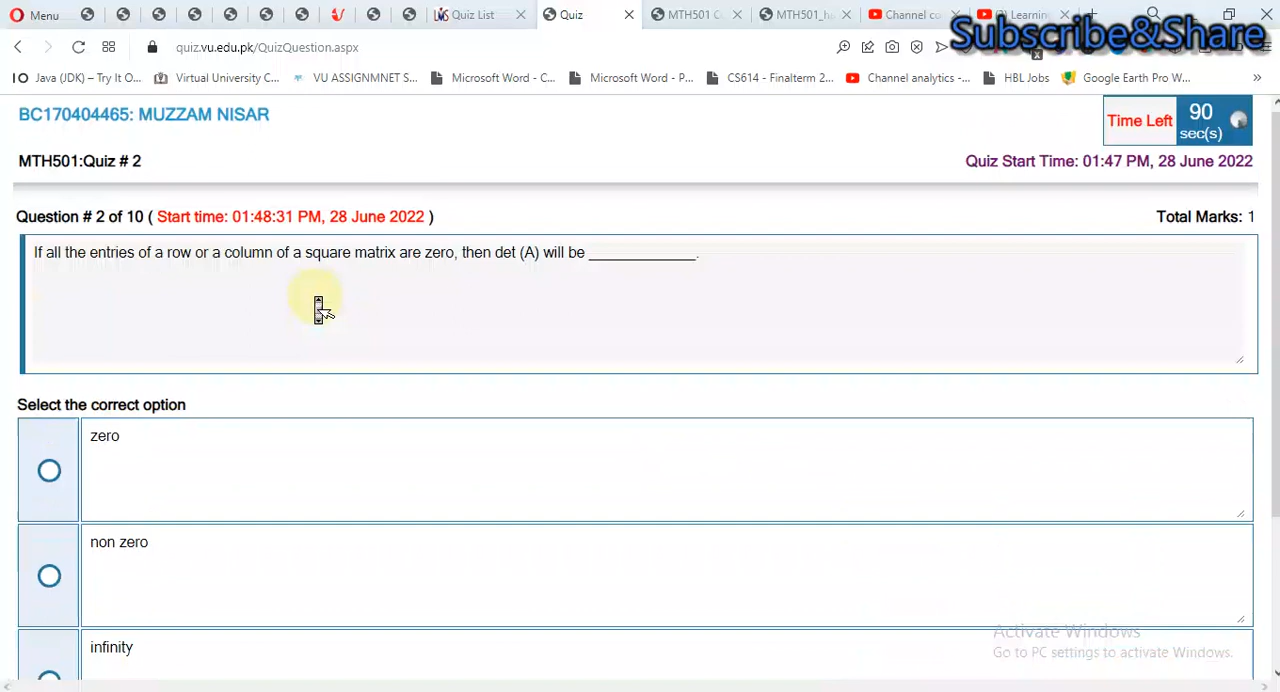 Menu
Quiz List
Quiz
MTH501 C
MTH501_h
Channel co
Learnin
Subscribe&Share
quiz.vu.edu.pk/QuizQuestion.aspx
Java (JDK) – Try It O...
Virtual University C...
VU ASSIGNMNET S...
Microsoft Word - C...
Microsoft Word - P...
CS614 - Finalterm 2...
Channel analytics -...
HBL Jobs
Google Earth Pro W...
»
BC170404465: MUZZAM NISAR
Time Left 90 sec(s)
MTH501:Quiz # 2
Quiz Start Time: 01:47 PM, 28 June 2022
Question # 2 of 10 ( Start time: 01:48:31 PM, 28 June 2022 )
Total Marks: 1
If all the entries of a row or a column of a square matrix are zero, then det (A) will be ______________.
Select the correct option
zero
non zero
infinity
Activate Windows
Go to PC settings to activate Windows.